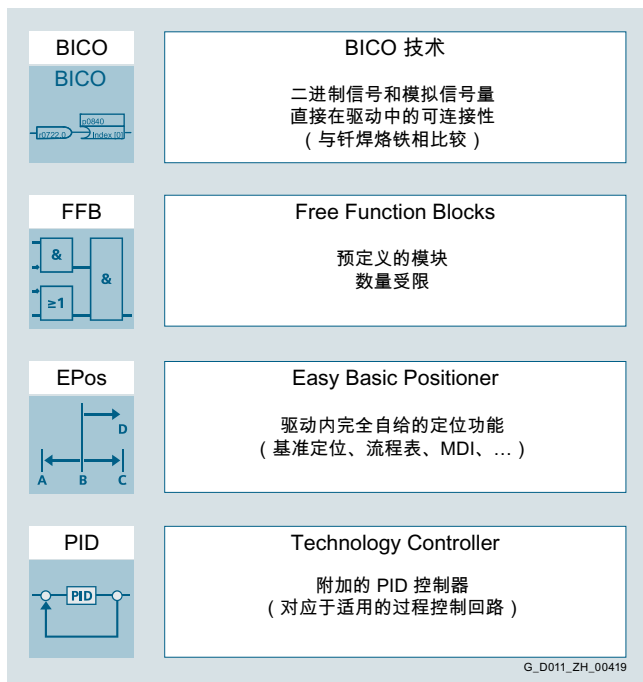 BICO
BICO
p0840
r0722.0
Index [0]
BICO 技术
二进制信号和模拟信号量
直接在驱动中的可连接性
（与钎焊烙铁相比较）
FFB
&
&
≥1
Free Function Blocks
预定义的模块
数量受限
EPos
D
A B C
Easy Basic Positioner
驱动内完全自给的定位功能
（基准定位、流程表、MDI、…）
PID
PID
Technology Controller
附加的 PID 控制器
（对应于适用的过程控制回路）
G_D011_ZH_00419